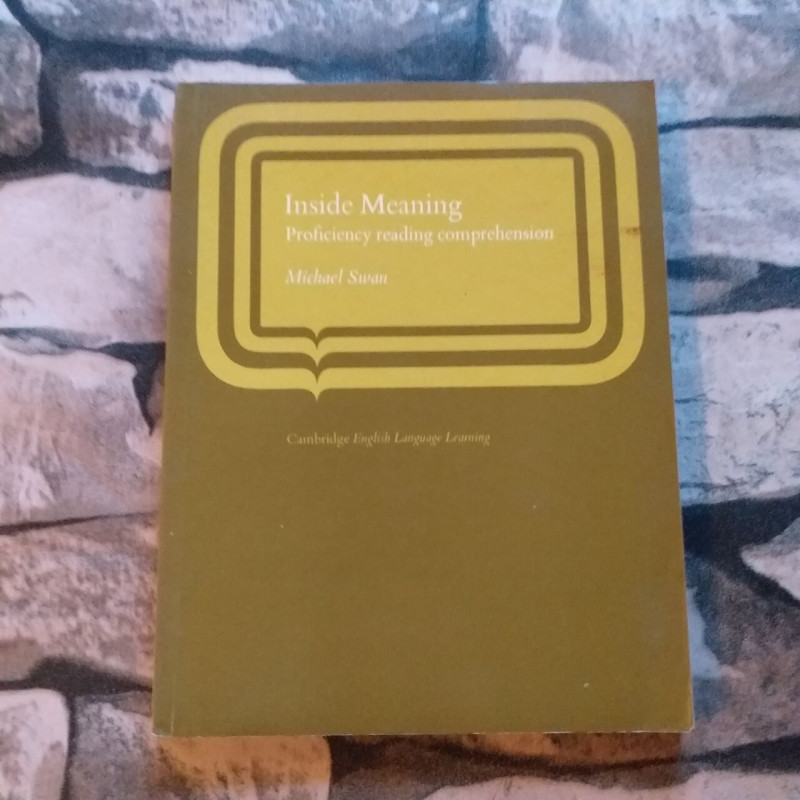 Inside Meaning
Proficiency reading comprehension
Michael Swan
Cambridge English Language Learning